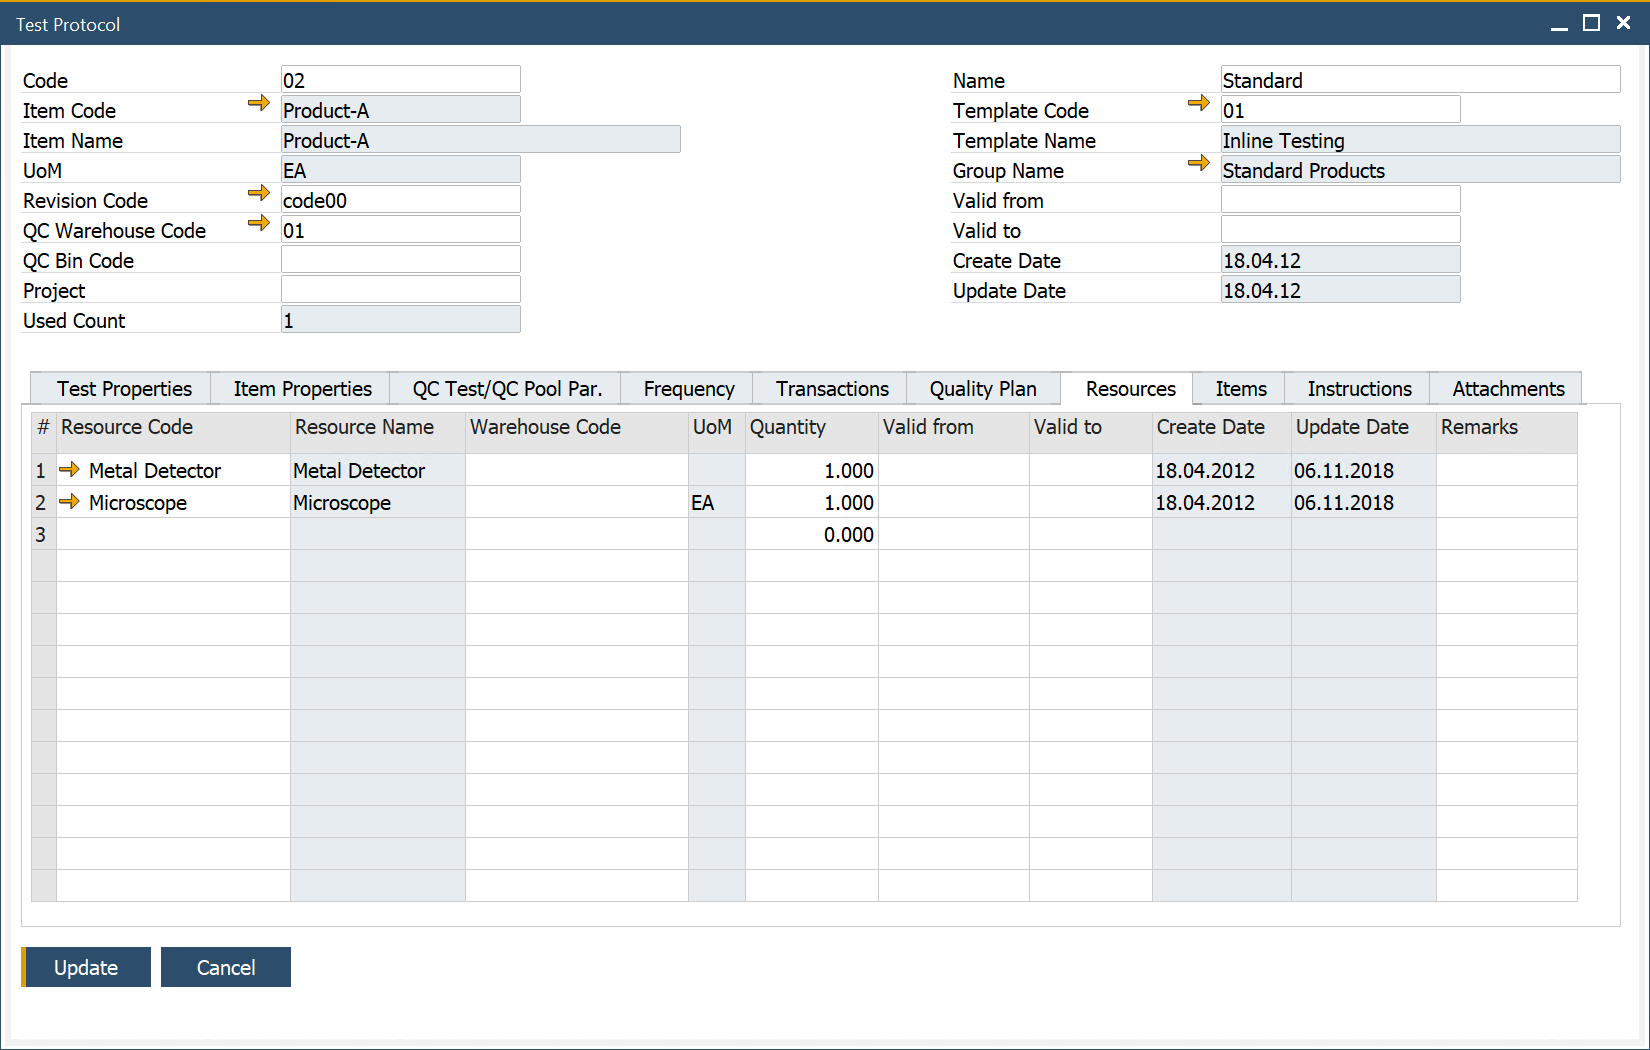 Test Protocol
Code 02
Item Code Product-A
Item Name Product-A
UoM EA
Revision Code code00
QC Warehouse Code 01
QC Bin Code
Project
Used Count 1
Name Standard
Template Code 01
Template Name Inline Testing
Group Name Standard Products
Valid from
Valid to
Create Date 18.04.12
Update Date 18.04.12
Test Properties Item Properties QC Test/QC Pool Par. Frequency Transactions Quality Plan Resources Items Instructions Attachments
# Resource Code Resource Name Warehouse Code UoM Quantity Valid from Valid to Create Date Update Date Remarks
1 Metal Detector Metal Detector 1.000 18.04.2012 06.11.2018
2 Microscope Microscope EA 1.000 18.04.2012 06.11.2018
3 0.000
Update Cancel